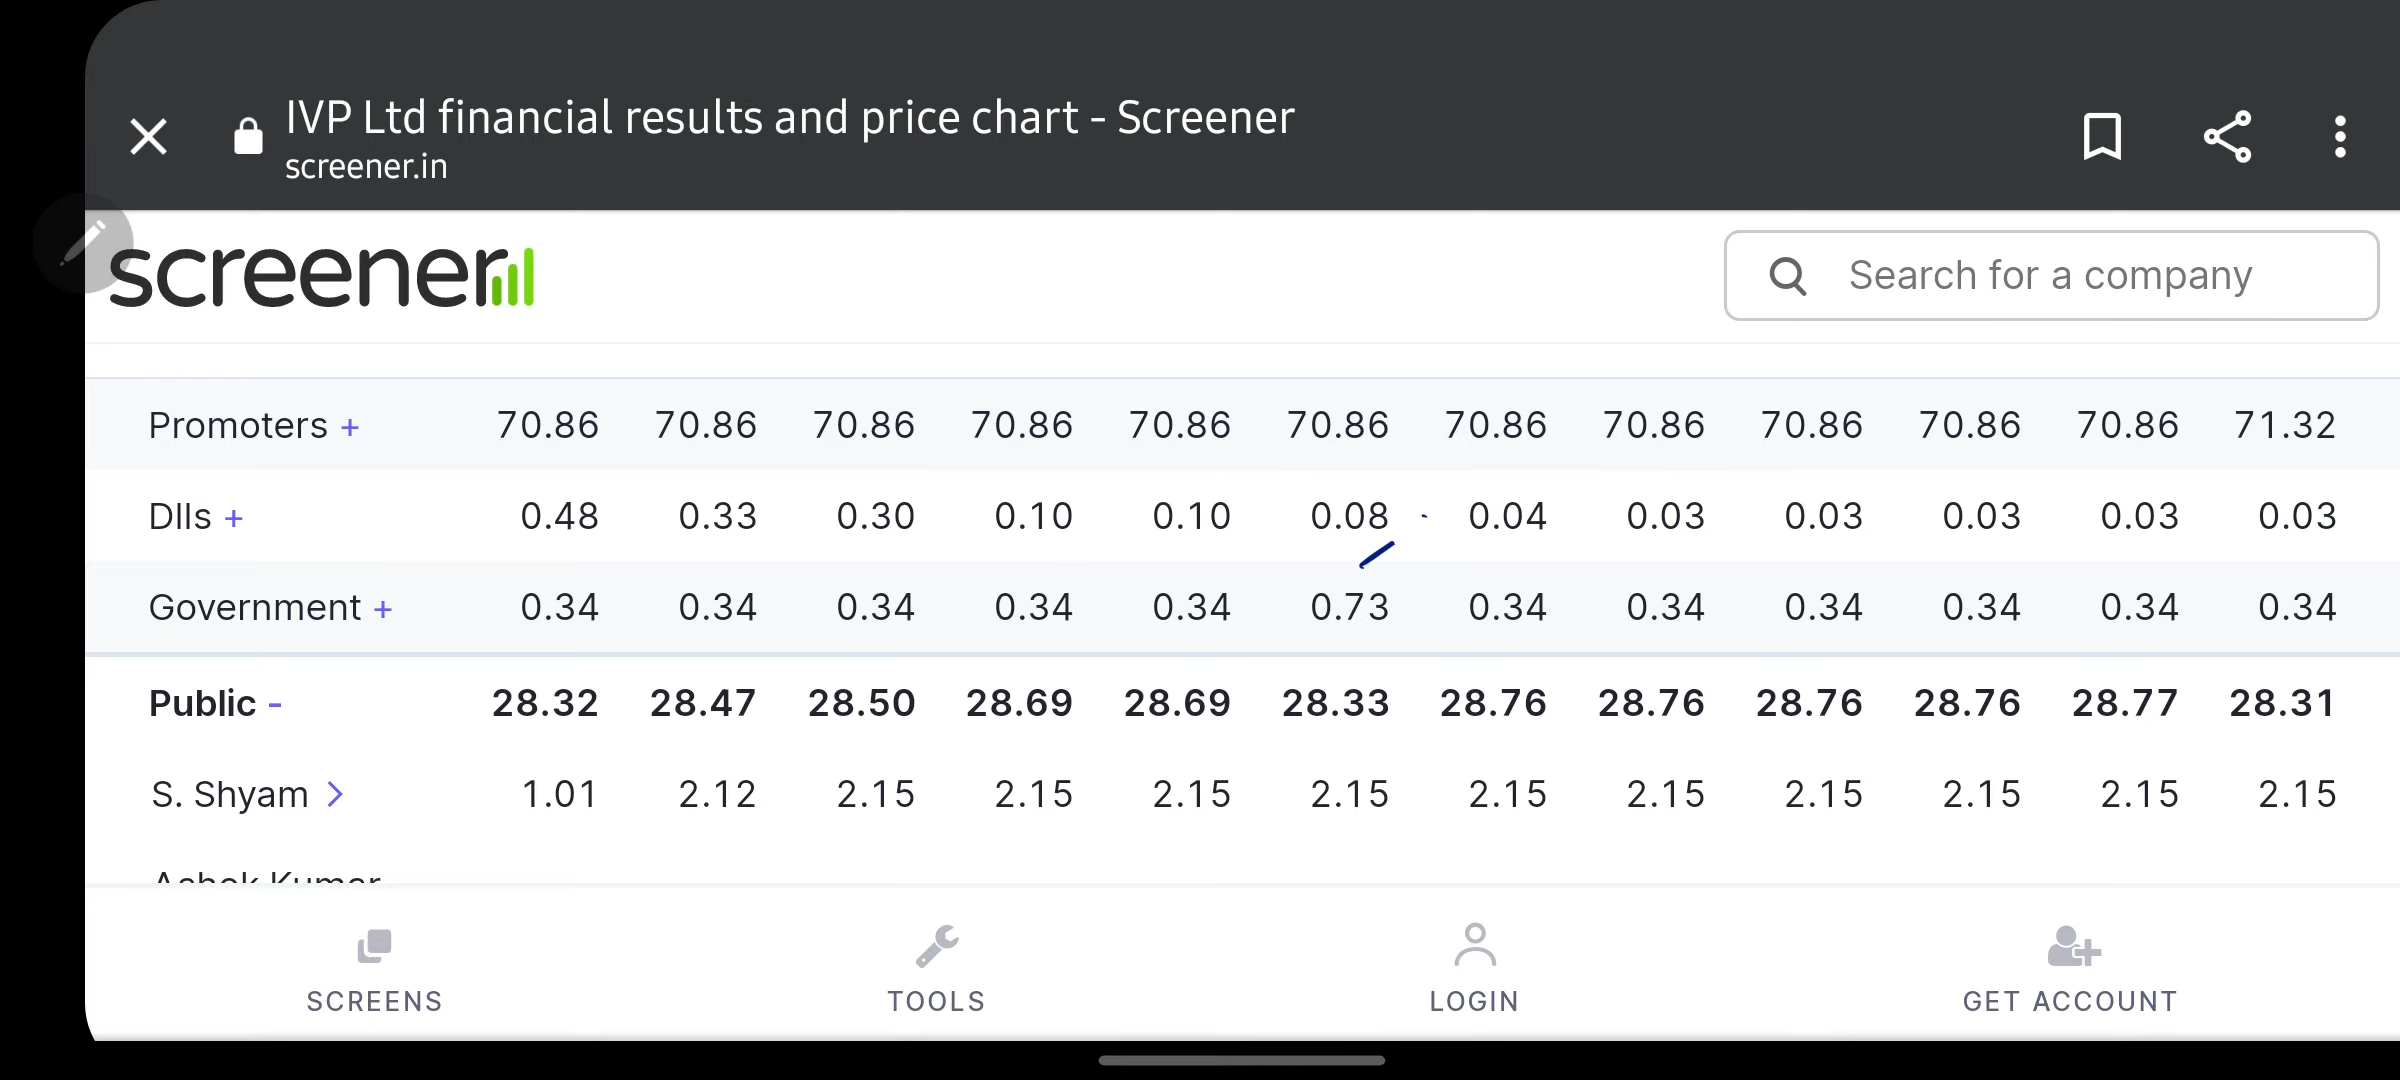 IVP Ltd financial results and price chart - Screener
screener.in
screener
Search for a company
Promoters + 70.86 70.86 70.86 70.86 70.86 70.86 70.86 70.86 70.86 70.86 70.86 71.32
DIIs + 0.48 0.33 0.30 0.10 0.10 0.08 0.04 0.03 0.03 0.03 0.03 0.03
Government + 0.34 0.34 0.34 0.34 0.34 0.73 0.34 0.34 0.34 0.34 0.34 0.34
Public - 28.32 28.47 28.50 28.69 28.69 28.33 28.76 28.76 28.76 28.76 28.77 28.31
S. Shyam > 1.01 2.12 2.15 2.15 2.15 2.15 2.15 2.15 2.15 2.15 2.15 2.15
Ashok Kumar
SCREENS TOOLS LOGIN GET ACCOUNT